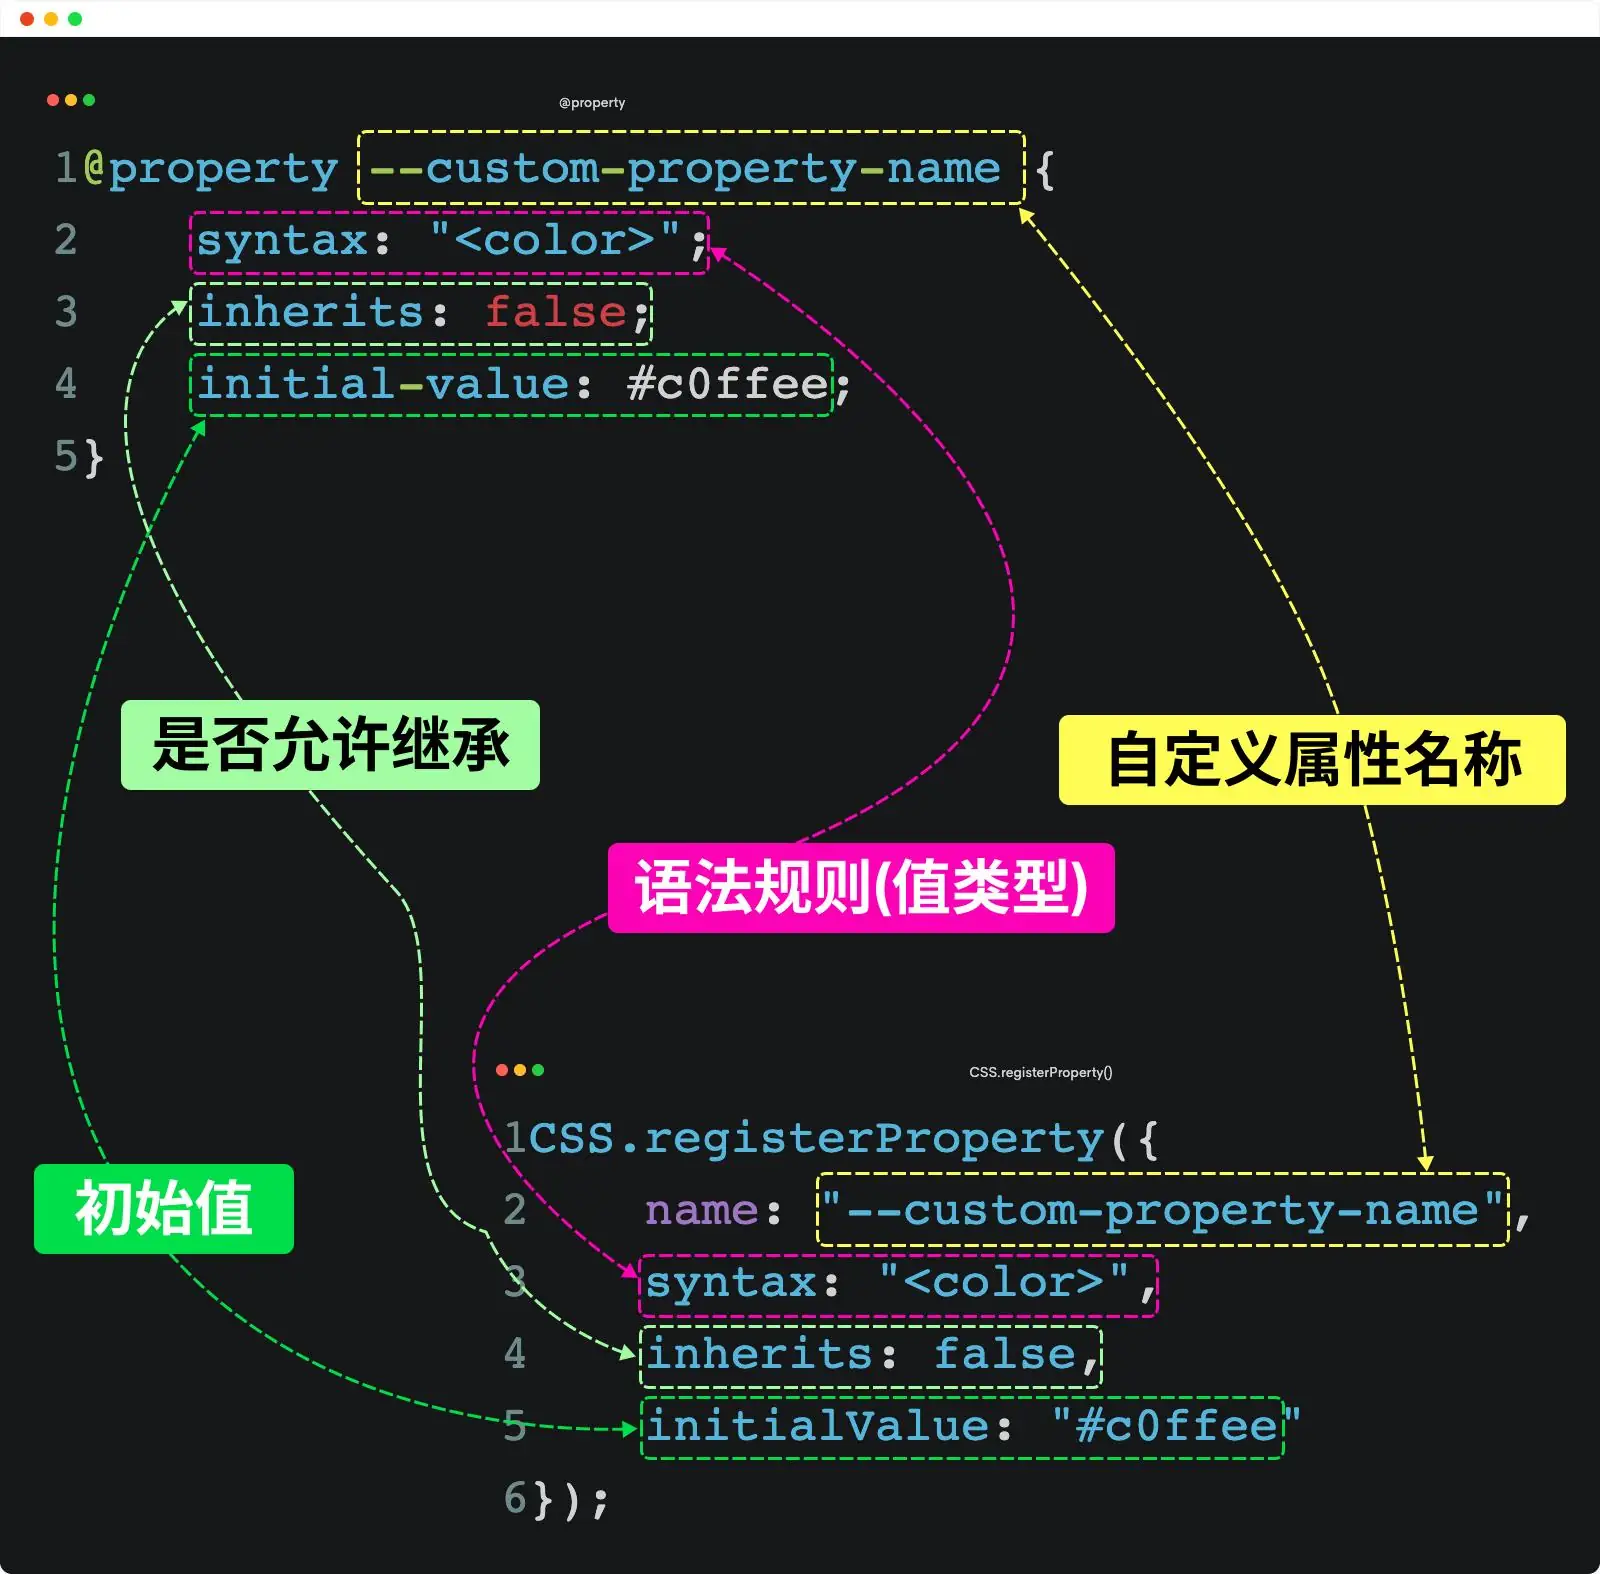 @property
1@property --custom-property-name {
2 syntax: "<color>";
3 inherits: false;
4 initial-value: #c0ffee;
5}
是否允许继承
自定义属性名称
语法规则(值类型)
初始值
CSS.registerProperty()
1CSS.registerProperty({
2 name: "--custom-property-name",
3 syntax: "<color>",
4 inherits: false,
5 initialValue: "#c0ffee"
6});